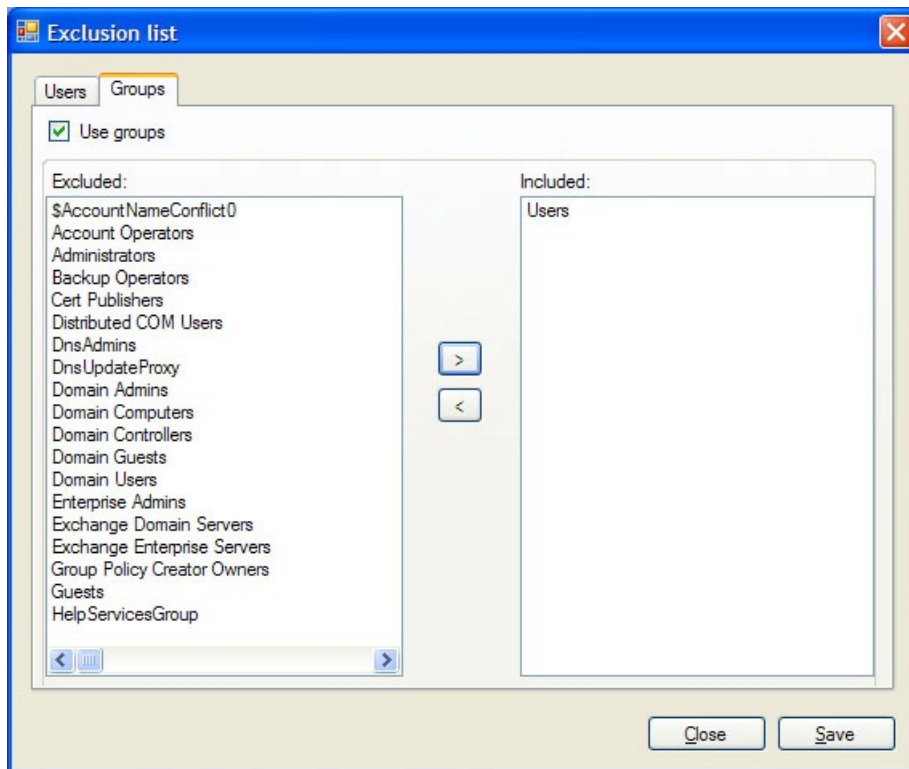 Exclusion list
Users
Groups
Use groups
Excluded:
$AccountNameConflict0
Account Operators
Administrators
Backup Operators
Cert Publishers
Distributed COM Users
DnsAdmins
DnsUpdateProxy
Domain Admins
Domain Computers
Domain Controllers
Domain Guests
Domain Users
Enterprise Admins
Exchange Domain Servers
Exchange Enterprise Servers
Group Policy Creator Owners
Guests
HelpServicesGroup
>
<
Included:
Users
Close
Save